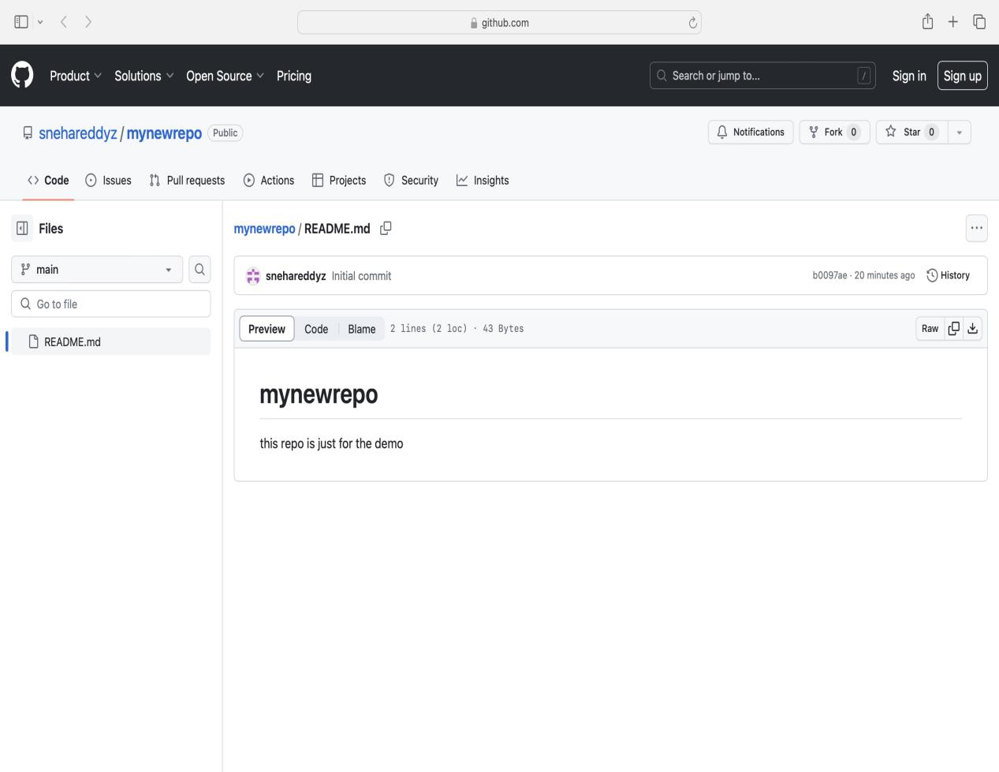 github.com
Product Solutions Open Source Pricing Search or jump to... / Sign in Sign up
snehareddyz / mynewrepo Public Notifications Fork 0 Star 0
Code Issues Pull requests Actions Projects Security Insights
Files
main
Go to file
README.md
mynewrepo / README.md
snehareddyz Initial commit b0097ae · 20 minutes ago History
Preview Code Blame 2 lines (2 loc) · 43 Bytes Raw
mynewrepo
this repo is just for the demo